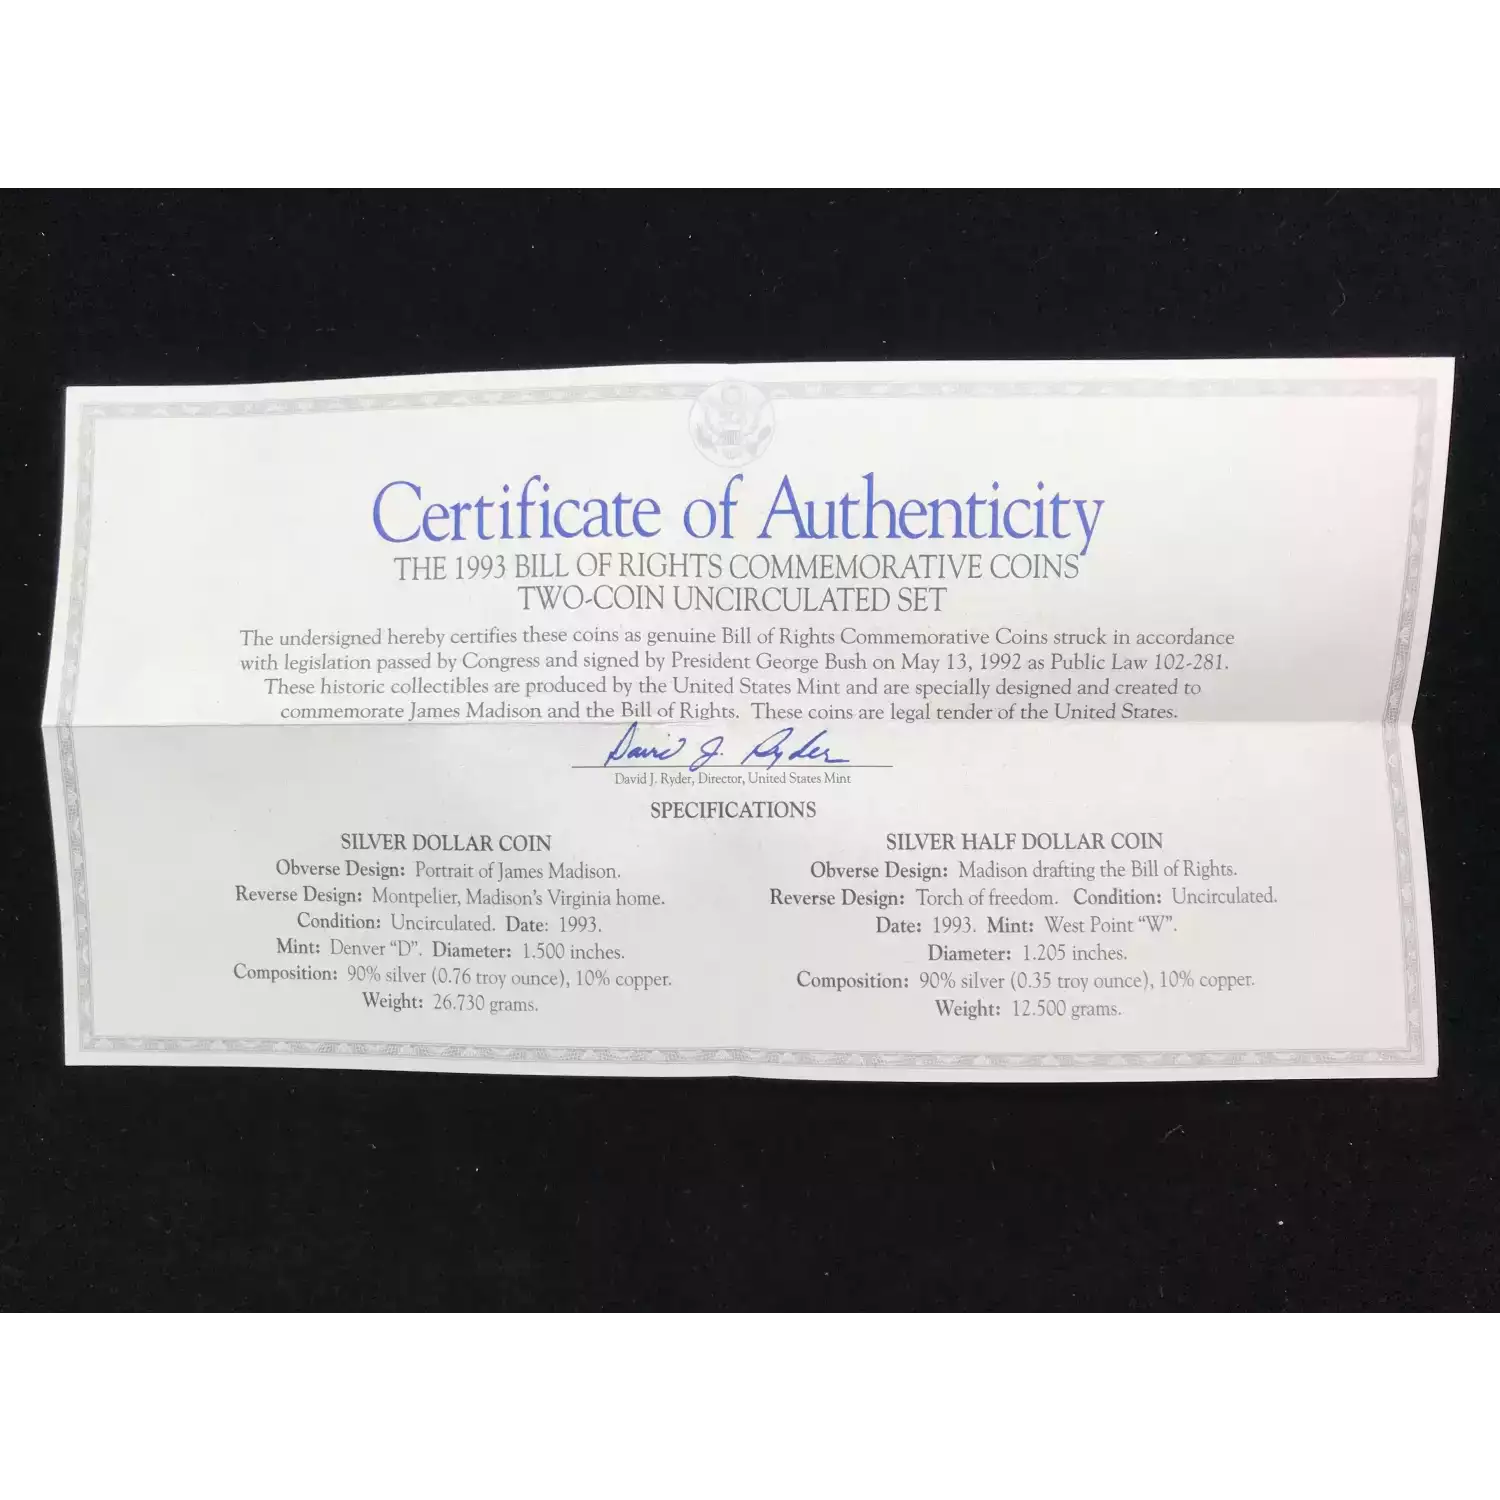 Certificate of Authenticity
THE 1993 BILL OF RIGHTS COMMEMORATIVE COINS
TWO-COIN UNCIRCULATED SET
The undersigned hereby certifies these coins as genuine Bill of Rights Commemorative Coins struck in accordance
with legislation passed by Congress and signed by President George Bush on May 13, 1992 as Public Law 102-281.
These historic collectibles are produced by the United States Mint and are specially designed and created to
commemorate James Madison and the Bill of Rights. These coins are legal tender of the United States.
David J. Ryder
David J. Ryder, Director, United States Mint
SPECIFICATIONS
SILVER DOLLAR COIN
Obverse Design: Portrait of James Madison.
Reverse Design: Montpelier, Madison's Virginia home.
Condition: Uncirculated. Date: 1993.
Mint: Denver "D". Diameter: 1.500 inches.
Composition: 90% silver (0.76 troy ounce), 10% copper.
Weight: 26.730 grams.
SILVER HALF DOLLAR COIN
Obverse Design: Madison drafting the Bill of Rights.
Reverse Design: Torch of freedom. Condition: Uncirculated.
Date: 1993. Mint: West Point "W".
Diameter: 1.205 inches.
Composition: 90% silver (0.35 troy ounce), 10% copper.
Weight: 12.500 grams.